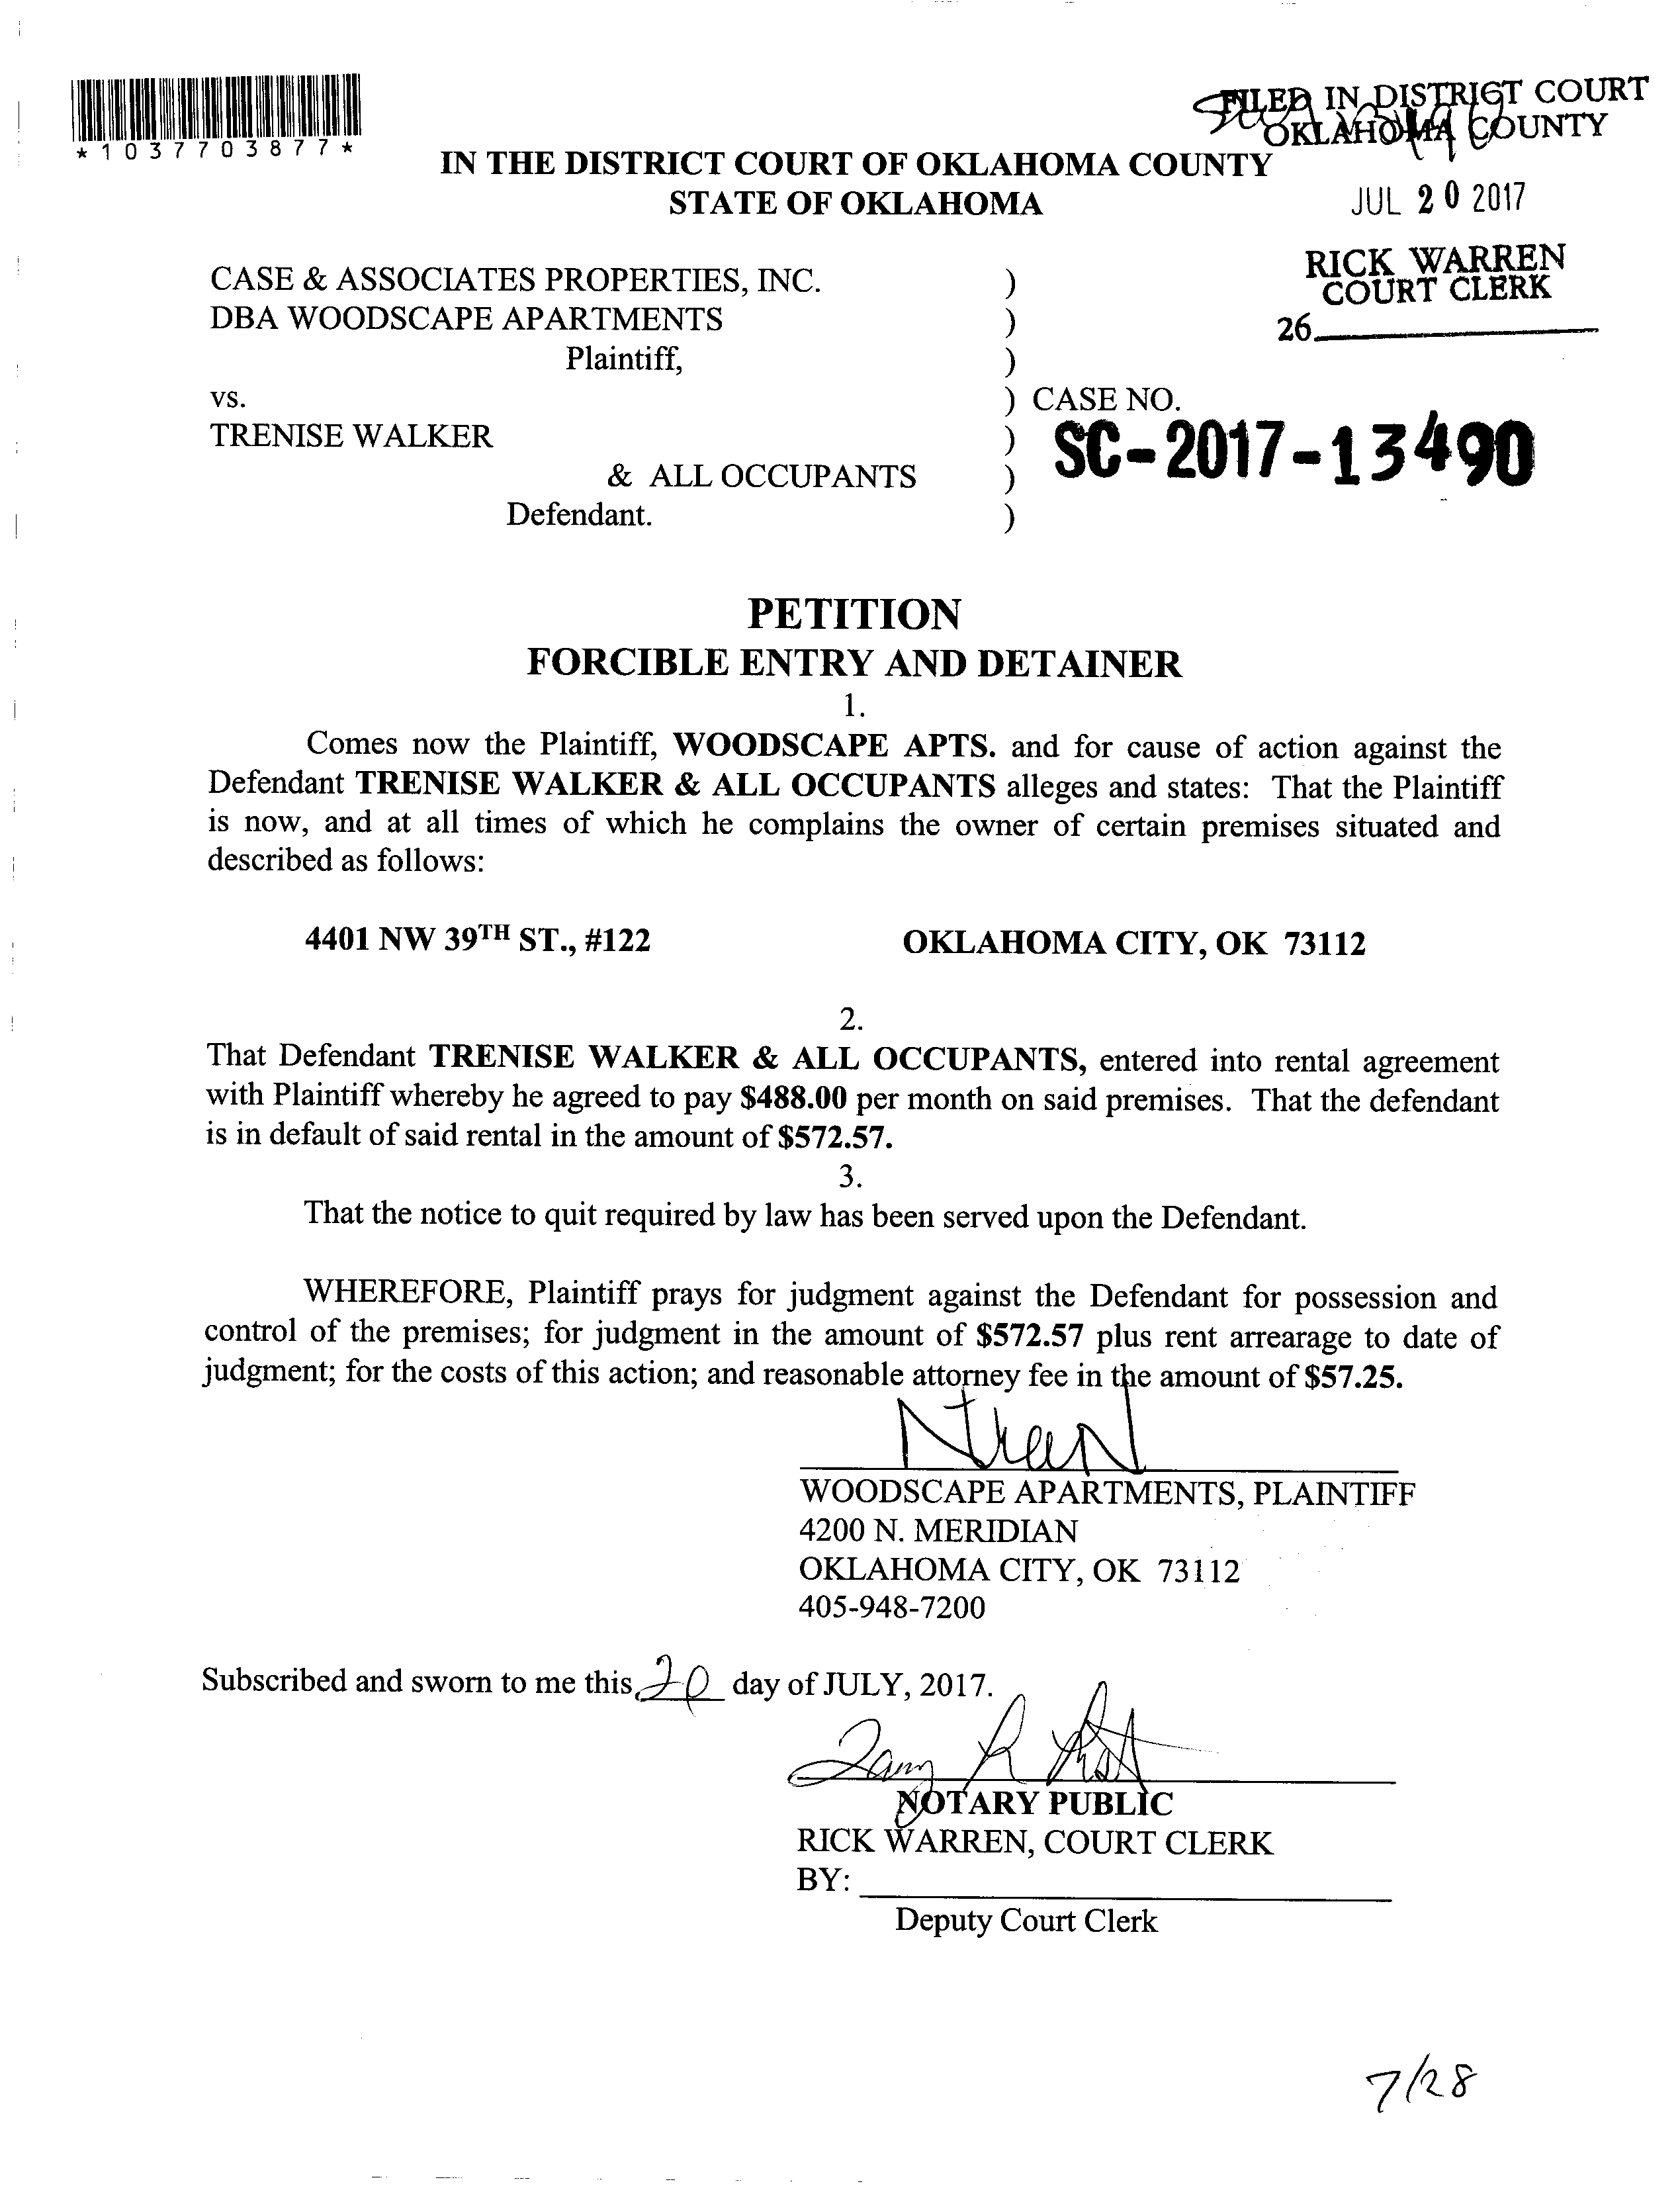 *1037703877*
FILED IN DISTRICT COURT
OKLAHOMA COUNTY
IN THE DISTRICT COURT OF OKLAHOMA COUNTY
STATE OF OKLAHOMA
JUL 20 2017
RICK WARREN
COURT CLERK
26
CASE & ASSOCIATES PROPERTIES, INC. )
DBA WOODSCAPE APARTMENTS )
Plaintiff, )
vs. ) CASE NO.
TRENISE WALKER ) SC-2017-13490
& ALL OCCUPANTS )
Defendant. )
PETITION
FORCIBLE ENTRY AND DETAINER
1.
Comes now the Plaintiff, WOODSCAPE APTS. and for cause of action against the
Defendant TRENISE WALKER & ALL OCCUPANTS alleges and states: That the Plaintiff
is now, and at all times of which he complains the owner of certain premises situated and
described as follows:
4401 NW 39TH ST., #122 OKLAHOMA CITY, OK 73112
2.
That Defendant TRENISE WALKER & ALL OCCUPANTS, entered into rental agreement
with Plaintiff whereby he agreed to pay $488.00 per month on said premises. That the defendant
is in default of said rental in the amount of $572.57.
3.
That the notice to quit required by law has been served upon the Defendant.
WHEREFORE, Plaintiff prays for judgment against the Defendant for possession and
control of the premises; for judgment in the amount of $572.57 plus rent arrearage to date of
judgment; for the costs of this action; and reasonable attorney fee in the amount of $57.25.
WOODSCAPE APARTMENTS, PLAINTIFF
4200 N. MERIDIAN
OKLAHOMA CITY, OK 73112
405-948-7200
Subscribed and sworn to me this 20 day of JULY, 2017.
NOTARY PUBLIC
RICK WARREN, COURT CLERK
BY:
Deputy Court Clerk
7/28